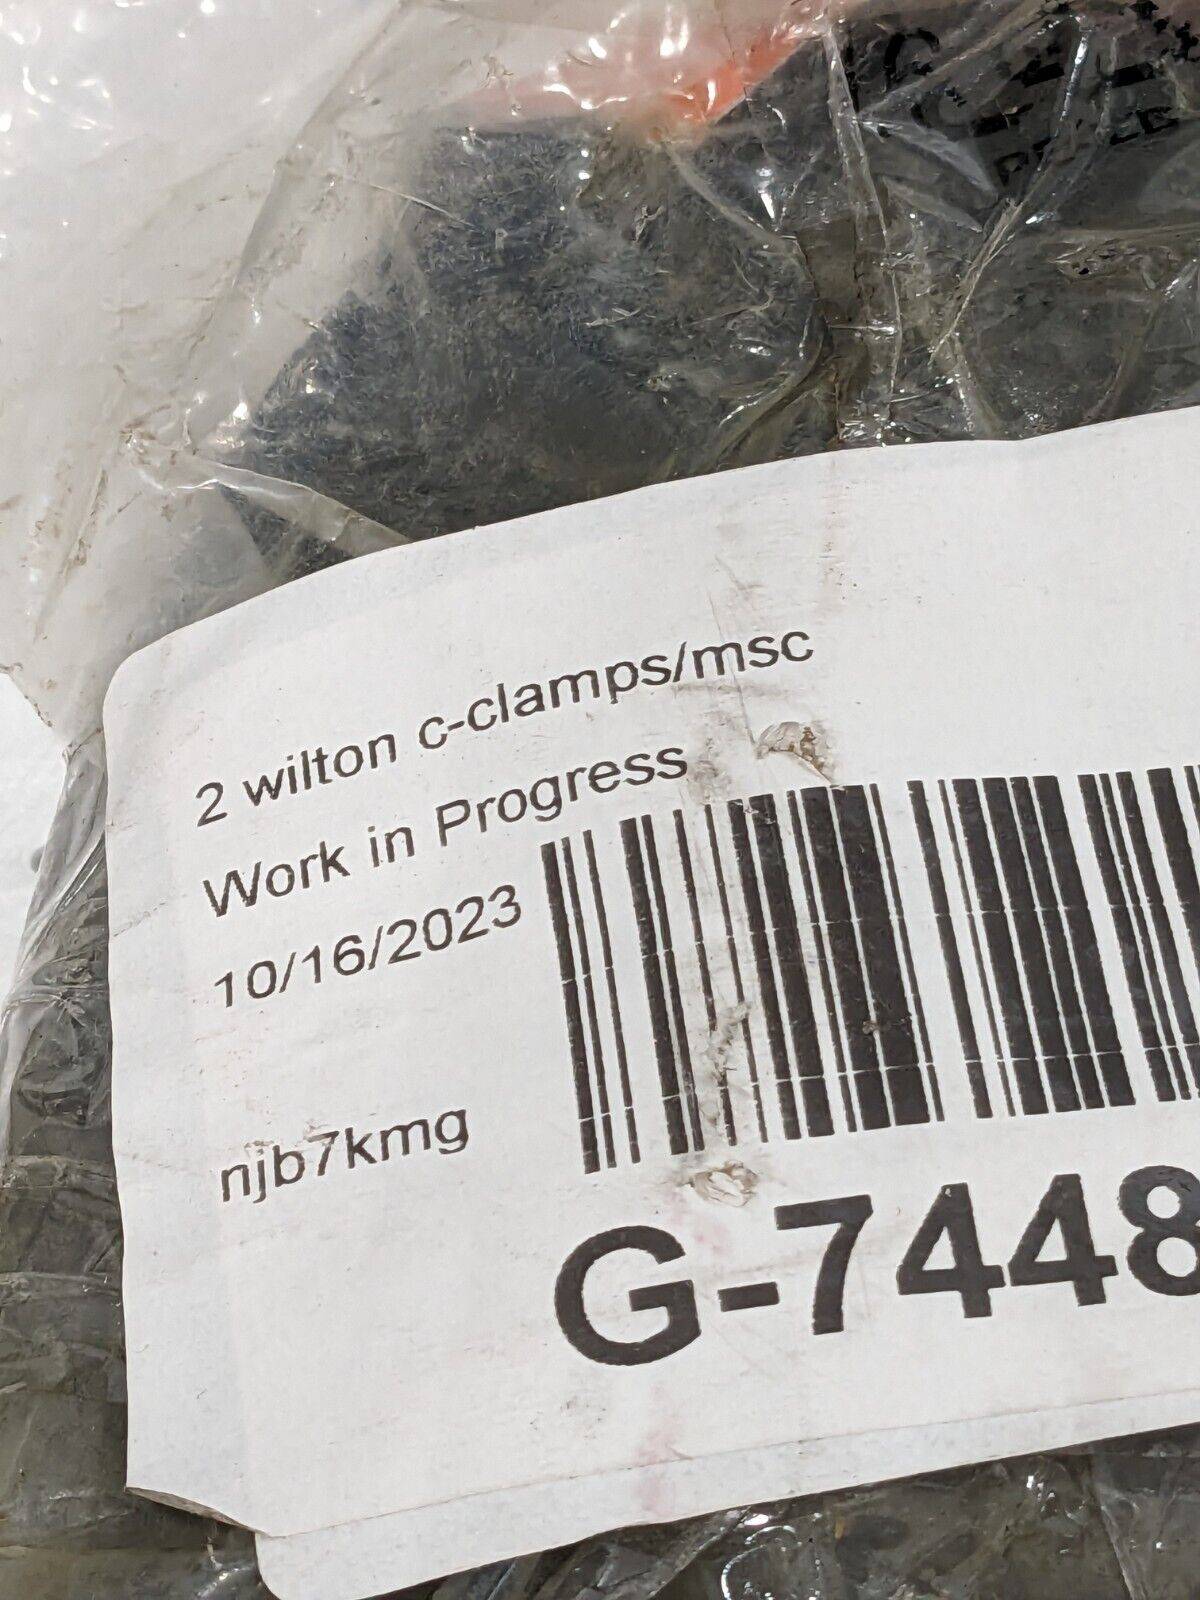 2 wilton c-clamps/msc
Work in Progress
10/16/2023
njb7kmg
G-7448